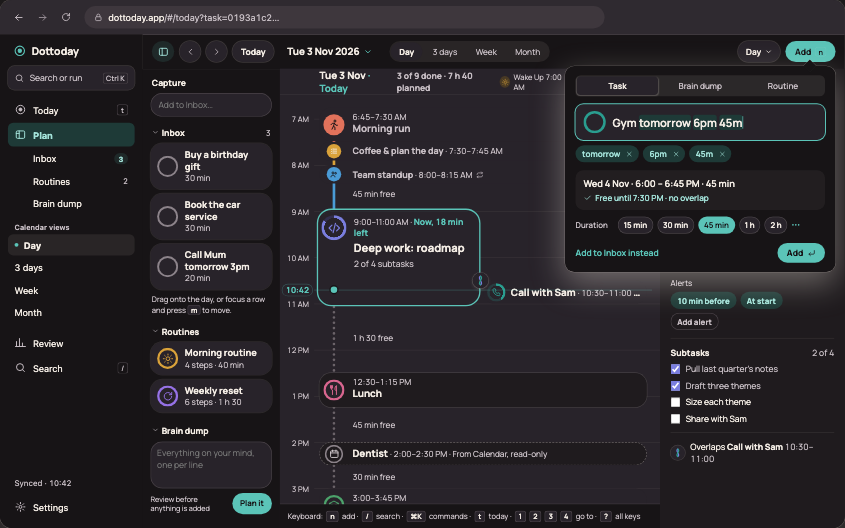 dottoday.app/#/today?task=0193a1c2...
Dottoday
Search or run Ctrl K
Today t
Plan
Inbox 3
Routines 2
Brain dump
Calendar views
Day
3 days
Week
Month
Review
Search /
Synced · 10:42
Settings
Today
Tue 3 Nov 2026
Day 3 days Week Month
Day
Add n
Capture
Add to Inbox...
Inbox 3
Buy a birthday
gift
30 min
Book the car
service
30 min
Call Mum
tomorrow 3pm
20 min
Drag onto the day, or focus a row
and press m to move.
Routines
Morning routine
4 steps · 40 min
Weekly reset
6 steps · 1 h 30
Brain dump
Everything on your mind,
one per line
Review before
anything is added
Plan it
Tue 3 Nov ·
Today
3 of 9 done · 7 h 40
planned
Wake Up 7:00
AM
7 AM
8 AM
9 AM
10 AM
10:42
11 AM
12 PM
1 PM
2 PM
3 PM
6:45–7:30 AM
Morning run
Coffee & plan the day · 7:30–7:45 AM
Team standup · 8:00–8:15 AM
45 min free
9:00–11:00 AM · Now, 18 min
left
Deep work: roadmap
2 of 4 subtasks
Call with Sam · 10:30–11:00 ...
1 h 30 free
12:30–1:15 PM
Lunch
45 min free
Dentist · 2:00–2:30 PM · From Calendar, read-only
30 min free
3:00–3:45 PM
Keyboard: n add · / search · ⌘K commands · t today · 1 2 3 4 go to · ? all keys
Task Brain dump Routine
Gym tomorrow 6pm 45m
tomorrow × 6pm × 45m ×
Wed 4 Nov · 6:00 – 6:45 PM · 45 min
✓ Free until 7:30 PM · no overlap
Duration 15 min 30 min 45 min 1 h 2 h ···
Add to Inbox instead
Add
Alerts
10 min before At start
Add alert
Subtasks 2 of 4
Pull last quarter's notes
Draft three themes
Size each theme
Share with Sam
Overlaps Call with Sam 10:30–
11:00